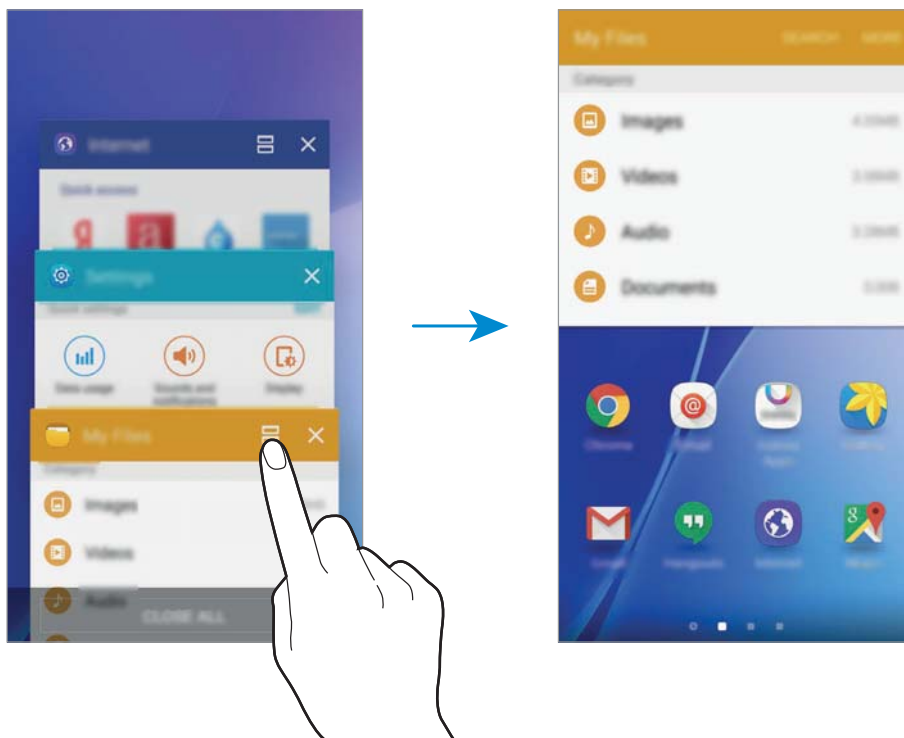 Internet
Quick access
Settings
Quick settings
Data usage
Sounds and
notifications
Display
My Files
Category
Images
Videos
Audio
CLOSE ALL
My Files
SEARCH MORE
Category
Images
Videos
Audio
Documents
Chrome
Email
Gallery
Gmail
Hangouts
Internet
Maps